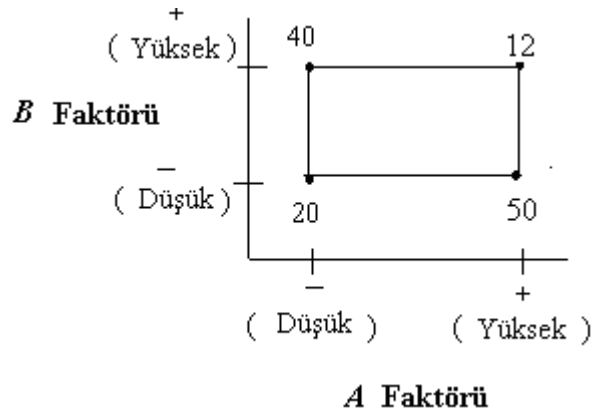 +
( Yüksek )
40 12
B Faktörü
−
( Düşük )
20 50
− +
( Düşük ) ( Yüksek )
A Faktörü